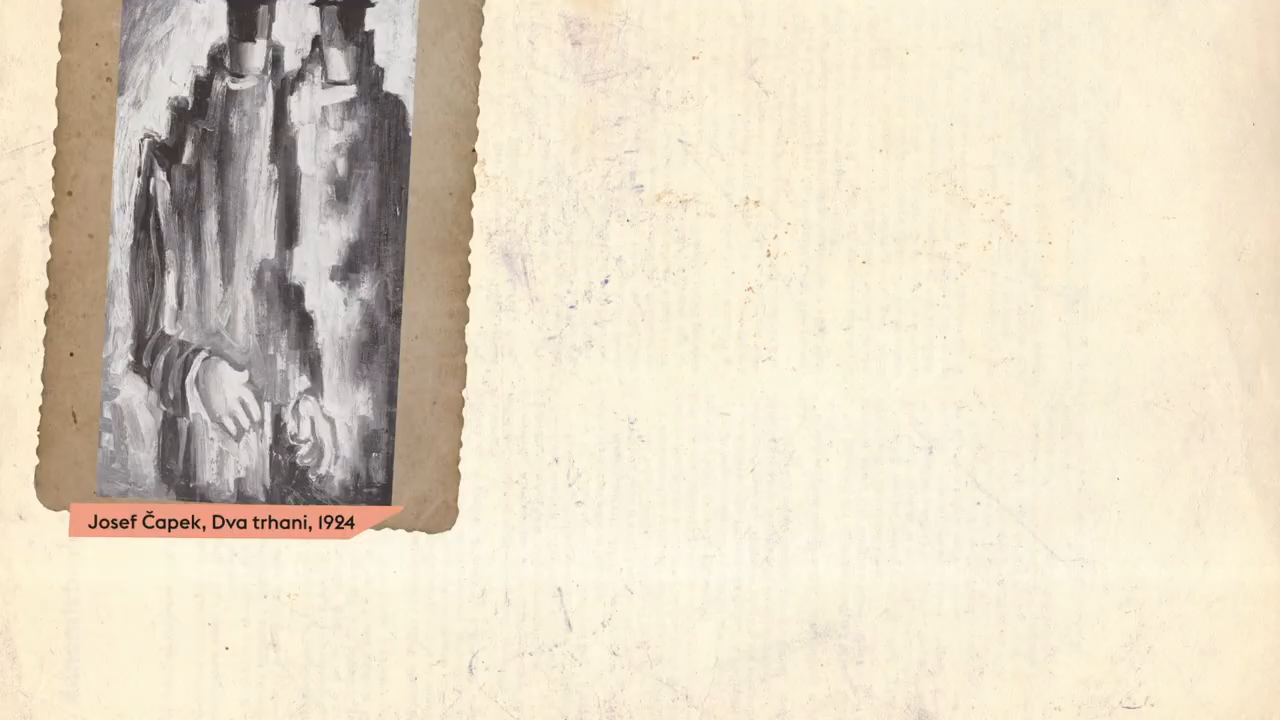 Josef Čapek, Dva trhani, 1924